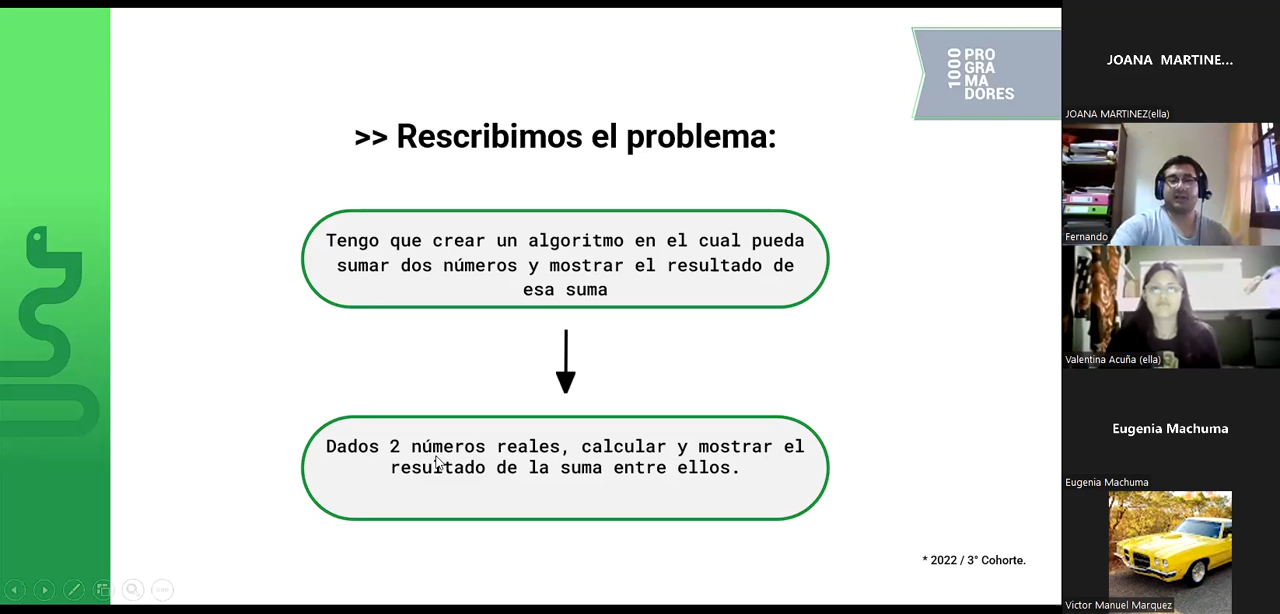 1000
PRO
GRA
MA
DORES
>> Rescribimos el problema:
Tengo que crear un algoritmo en el cual pueda
sumar dos números y mostrar el resultado de
esa suma
Dados 2 números reales, calcular y mostrar el
resultado de la suma entre ellos.
* 2022 / 3° Cohorte.
JOANA MARTINE...
JOANA MARTINEZ(ella)
Fernando
Valentina Acuña (ella)
Eugenia Machuma
Eugenia Machuma
Victor Manuel Marquez